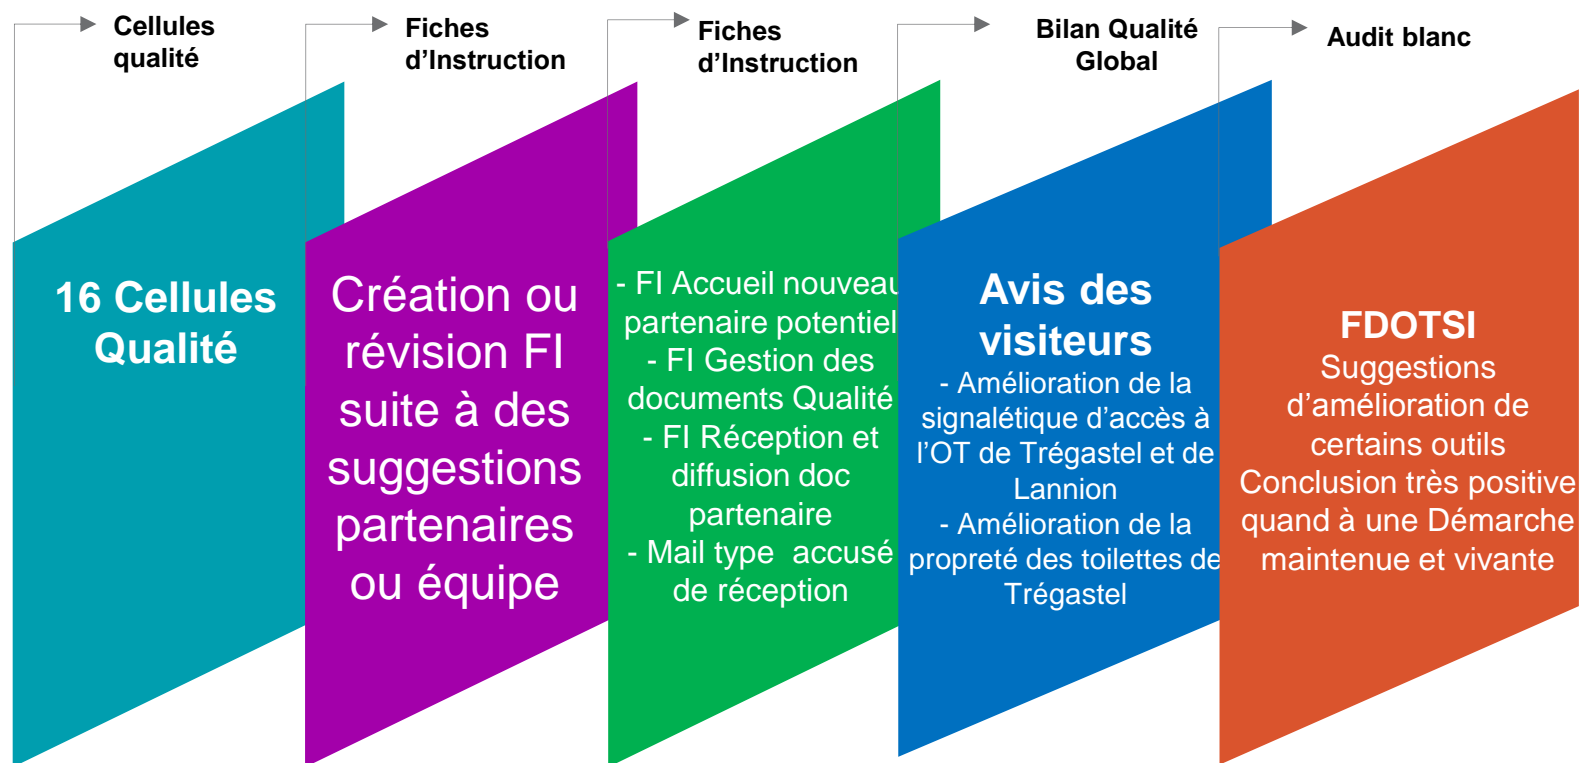 Cellules
qualité
16 Cellules
Qualité
Fiches
d’Instruction
Création ou
révision FI
suite à des
suggestions
partenaires
ou équipe
Fiches
d’Instruction
- FI Accueil nouveau
partenaire potentiel
- FI Gestion des
documents Qualité
- FI Réception et
diffusion doc
partenaire
- Mail type accusé
de réception
Bilan Qualité
Global
Avis des
visiteurs
- Amélioration de la
signalétique d’accès à
l’OT de Trégastel et de
Lannion
- Amélioration de la
propreté des toilettes de
Trégastel
Audit blanc
FDOTSI
Suggestions
d’amélioration de
certains outils
Conclusion très positive
quand à une Démarche
maintenue et vivante